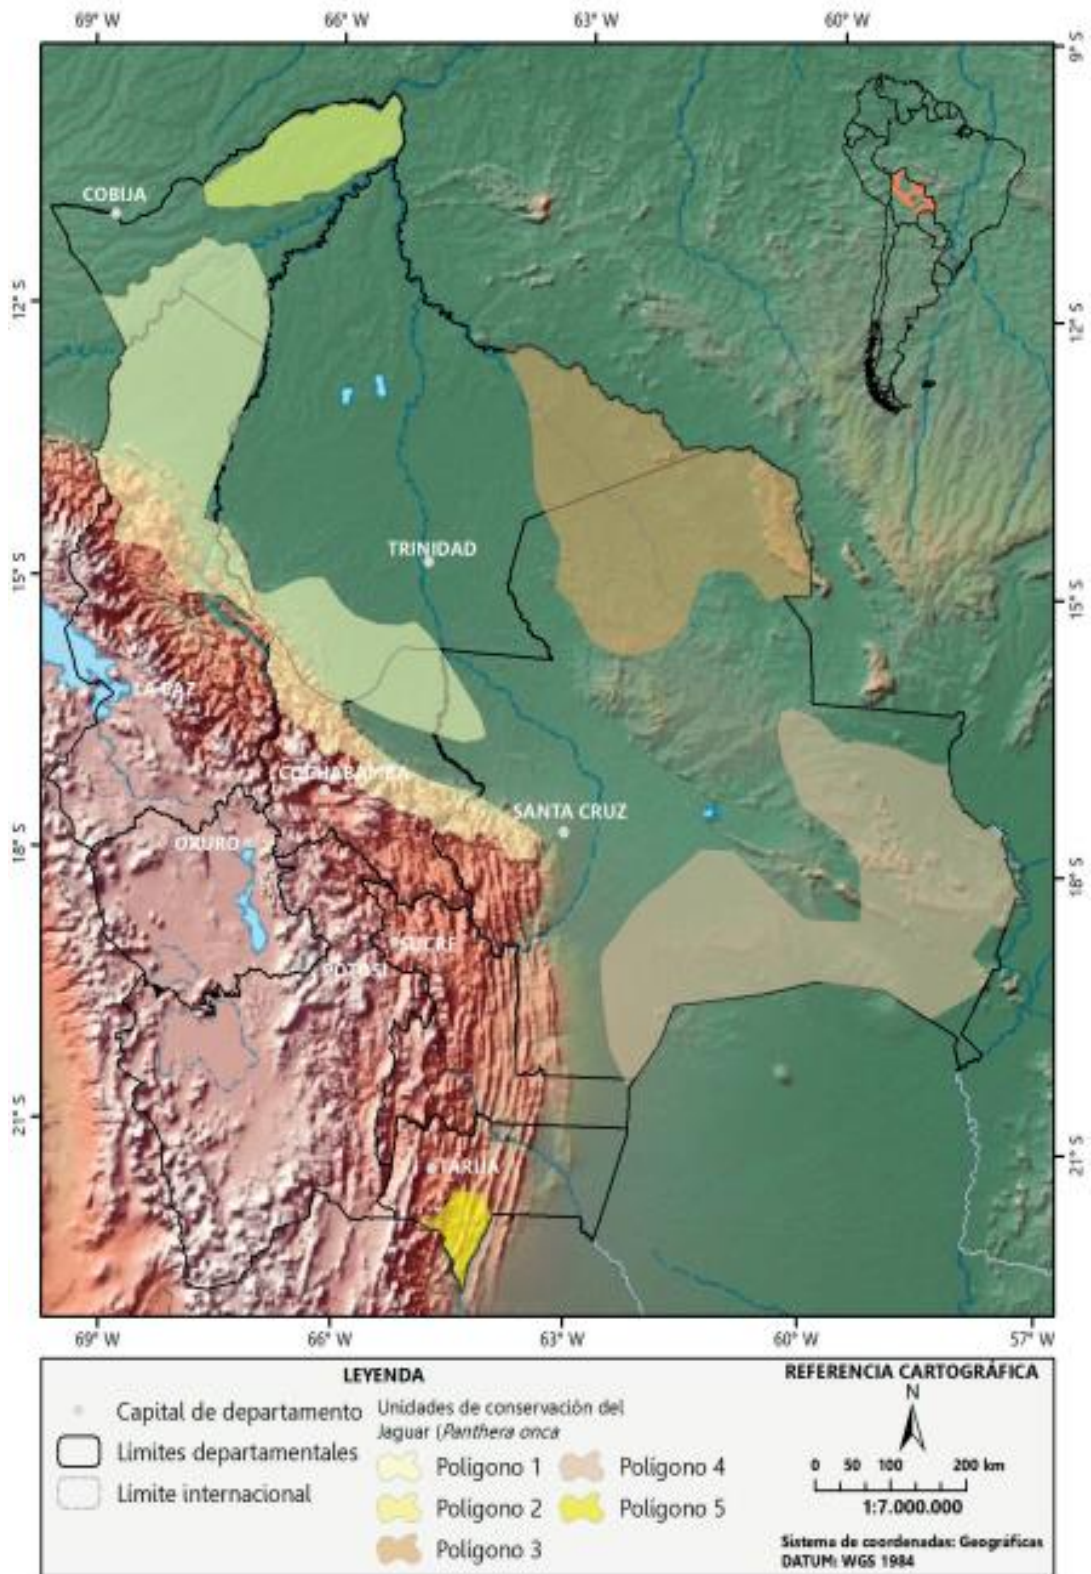 69° W 66° W 63° W 60° W
9° S
COBIJA
12° S
12° S
TRINIDAD
15° S
15° S
LA PAZ
COCHABAMBA
SANTA CRUZ
ORURO
18° S
18° S
SUCRE
POTOSI
21° S
21° S
TARIJA
69° W 66° W 63° W 60° W 57° W
LEYENDA
Capital de departamento
Límites departamentales
Límite internacional
Unidades de conservación del
Jaguar (Panthera onca
Polígono 1
Polígono 2
Polígono 3
Polígono 4
Polígono 5
REFERENCIA CARTOGRÁFICA
N
0 50 100 200 km
1:7.000.000
Sistema de coordenadas: Geográficas
DATUM: WGS 1984